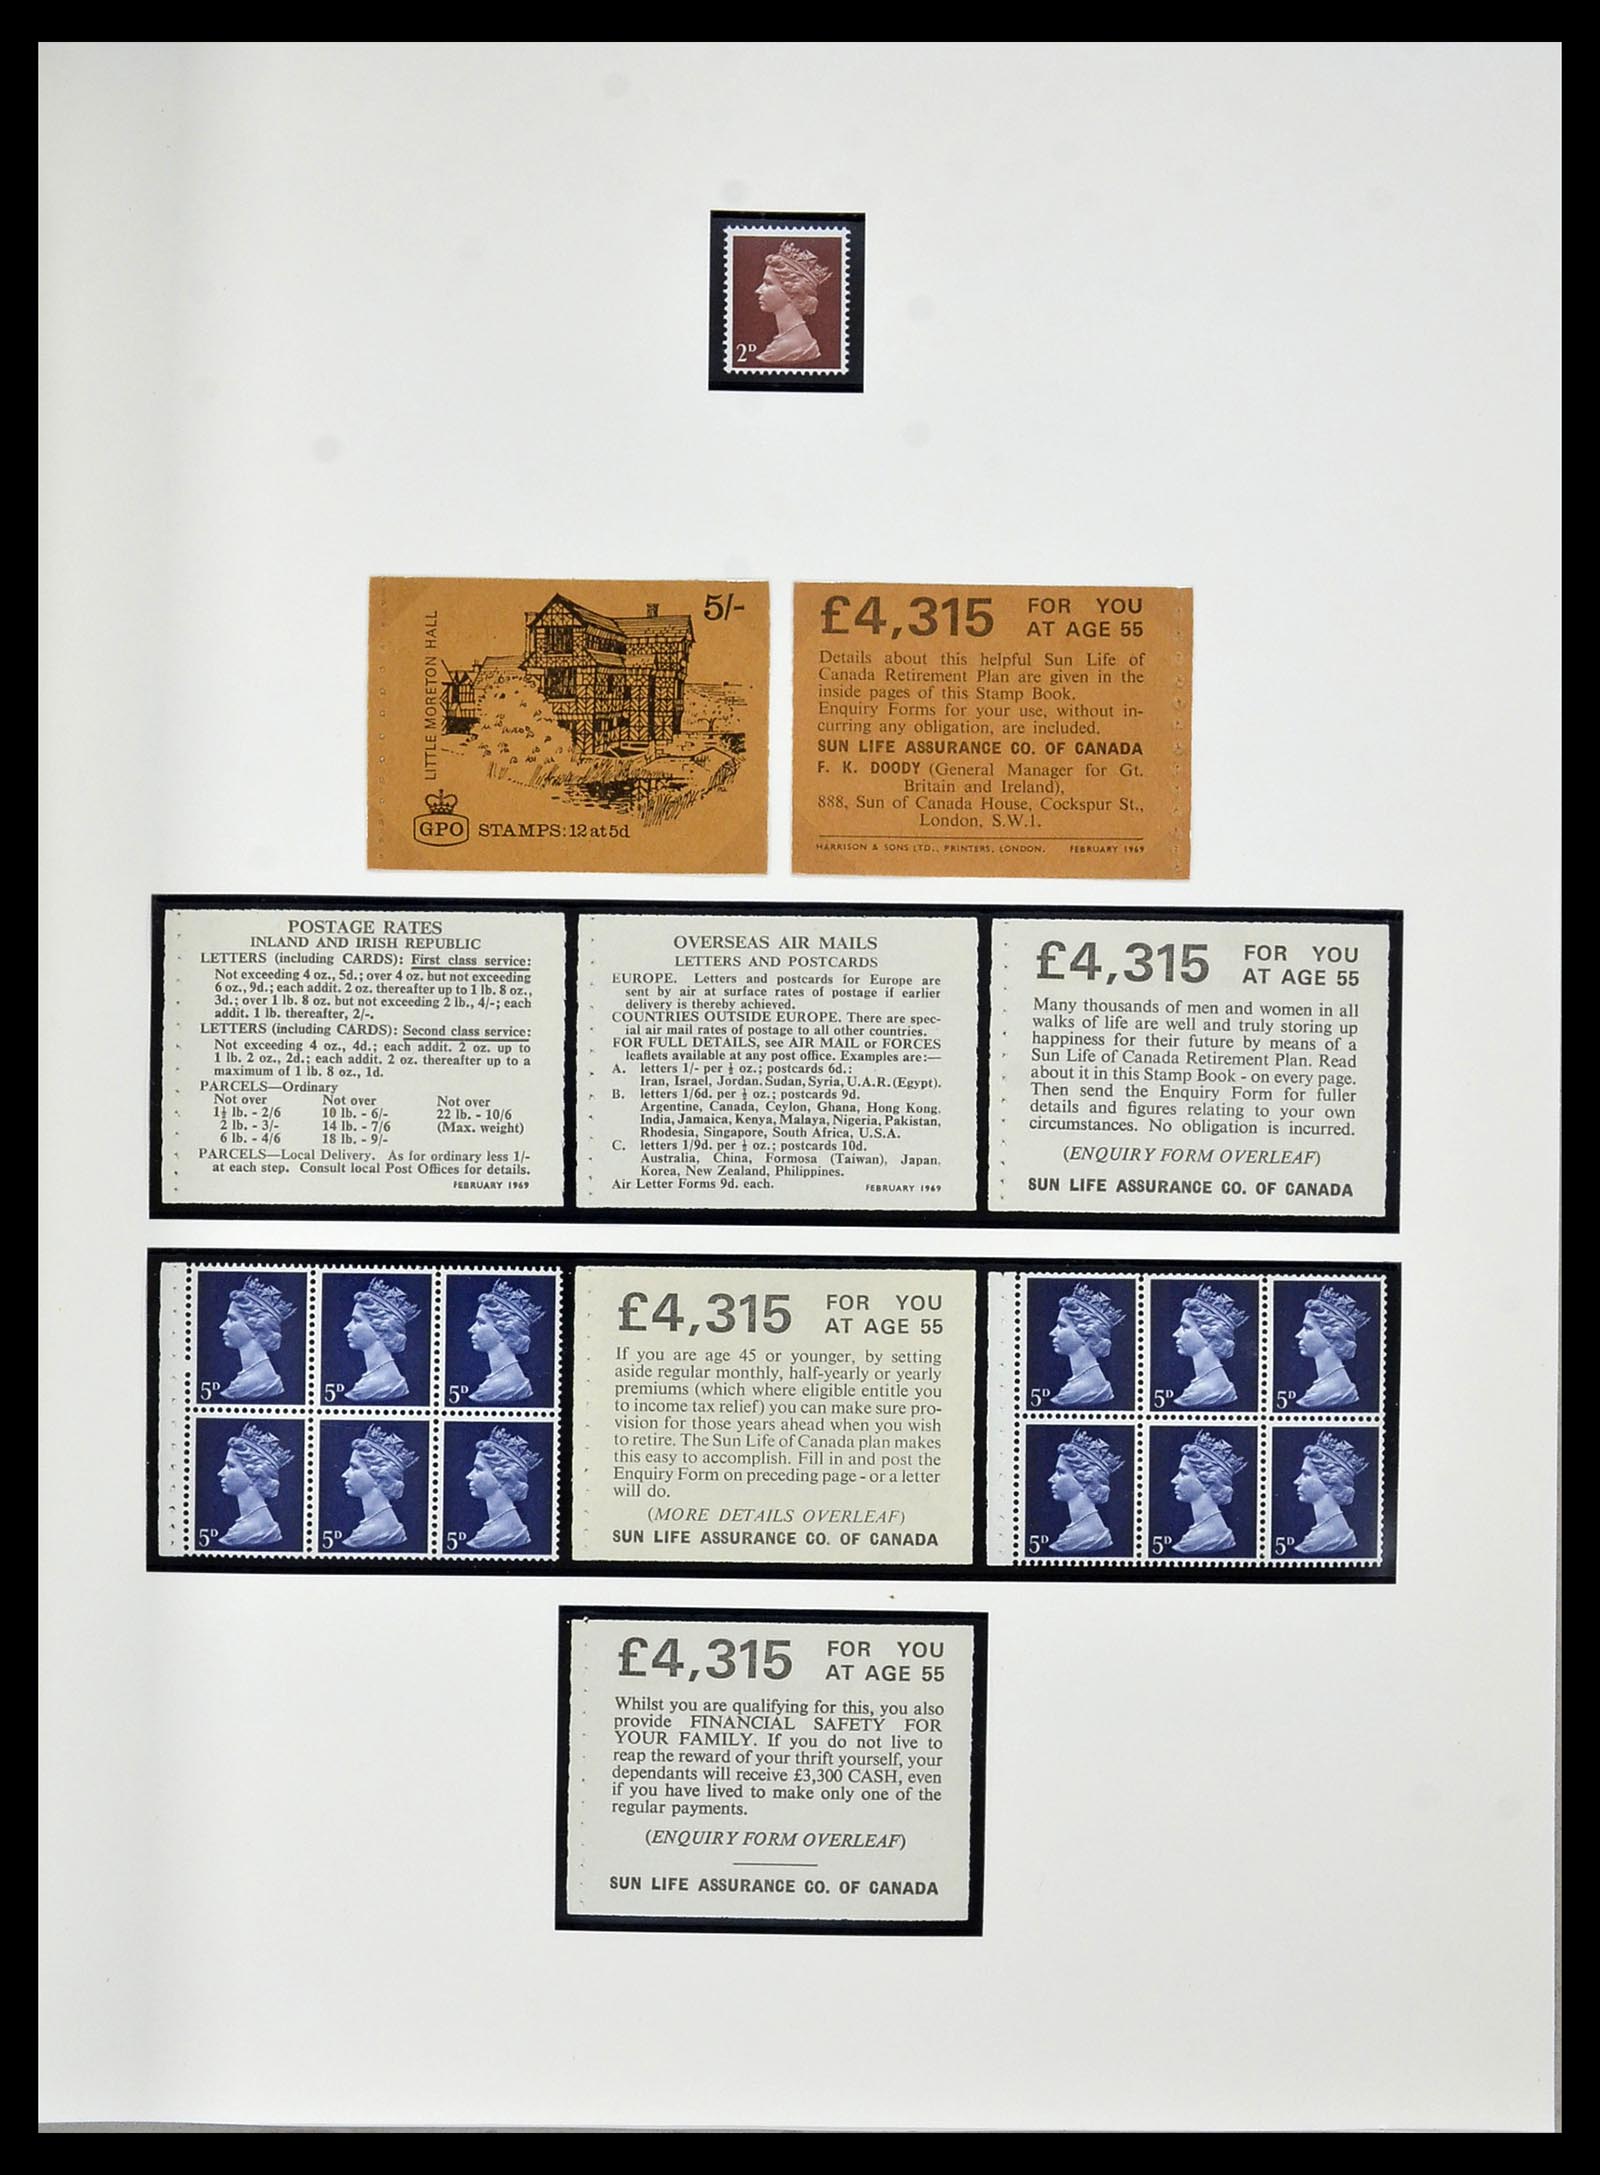 2D
LITTLE MORETON HALL
5/-
GPO STAMPS: 12 at 5d
£4,315 FOR YOU
AT AGE 55
Details about this helpful Sun Life of
Canada Retirement Plan are given in the
inside pages of this Stamp Book.
Enquiry Forms for your use, without in-
curring any obligation, are included.
SUN LIFE ASSURANCE CO. OF CANADA
F. K. DOODY (General Manager for Gt.
Britain and Ireland),
888, Sun of Canada House, Cockspur St.,
London, S.W.1.
HARRISON & SONS LTD., PRINTERS, LONDON. FEBRUARY 1969
POSTAGE RATES
INLAND AND IRISH REPUBLIC
LETTERS (including CARDS): First class service:
Not exceeding 4 oz., 5d.; over 4 oz. but not exceeding
6 oz., 9d.; each addit. 2 oz. thereafter up to 1 lb. 8 oz.,
3d.; over 1 lb. 8 oz. but not exceeding 2 lb., 4/-; each
addit. 1 lb. thereafter, 2/-.
LETTERS (including CARDS): Second class service:
Not exceeding 4 oz., 4d.; each addit. 2 oz. up to
1 lb. 2 oz., 2d.; each addit. 2 oz. thereafter up to a
maximum of 1 lb. 8 oz., 1d.
PARCELS—Ordinary
Not over Not over Not over
1½ lb. - 2/6 10 lb. - 6/- 22 lb. - 10/6
2 lb. - 3/- 14 lb. - 7/6 (Max. weight)
6 lb. - 4/6 18 lb. - 9/-
PARCELS—Local Delivery. As for ordinary less 1/-
at each step. Consult local Post Offices for details.
FEBRUARY 1969
OVERSEAS AIR MAILS
LETTERS AND POSTCARDS
EUROPE. Letters and postcards for Europe are
sent by air at surface rates of postage if earlier
delivery is thereby achieved.
COUNTRIES OUTSIDE EUROPE. There are spec-
ial air mail rates of postage to all other countries.
FOR FULL DETAILS, see AIR MAIL or FORCES
leaflets available at any post office. Examples are:—
A. letters 1/- per ½ oz.; postcards 6d.:
Iran, Israel, Jordan, Sudan, Syria, U.A.R. (Egypt).
B. letters 1/6d. per ½ oz.; postcards 9d.
Argentine, Canada, Ceylon, Ghana, Hong Kong,
India, Jamaica, Kenya, Malaya, Nigeria, Pakistan,
Rhodesia, Singapore, South Africa, U.S.A.
C. letters 1/9d. per ½ oz.; postcards 10d.
Australia, China, Formosa (Taiwan), Japan,
Korea, New Zealand, Philippines.
Air Letter Forms 9d. each. FEBRUARY 1969
£4,315 FOR YOU
AT AGE 55
Many thousands of men and women in all
walks of life are well and truly storing up
happiness for their future by means of a
Sun Life of Canada Retirement Plan. Read
about it in this Stamp Book - on every page.
Then send the Enquiry Form for fuller
details and figures relating to your own
circumstances. No obligation is incurred.
(ENQUIRY FORM OVERLEAF)
SUN LIFE ASSURANCE CO. OF CANADA
5D 5D 5D
5D 5D 5D
£4,315 FOR YOU
AT AGE 55
If you are age 45 or younger, by setting
aside regular monthly, half-yearly or yearly
premiums (which where eligible entitle you
to income tax relief) you can make sure pro-
vision for those years ahead when you wish
to retire. The Sun Life of Canada plan makes
this easy to accomplish. Fill in and post the
Enquiry Form on preceding page - or a letter
will do.
(MORE DETAILS OVERLEAF)
SUN LIFE ASSURANCE CO. OF CANADA
5D 5D 5D
5D 5D 5D
£4,315 FOR YOU
AT AGE 55
Whilst you are qualifying for this, you also
provide FINANCIAL SAFETY FOR
YOUR FAMILY. If you do not live to
reap the reward of your thrift yourself, your
dependants will receive £3,300 CASH, even
if you have lived to make only one of the
regular payments.
(ENQUIRY FORM OVERLEAF)
SUN LIFE ASSURANCE CO. OF CANADA